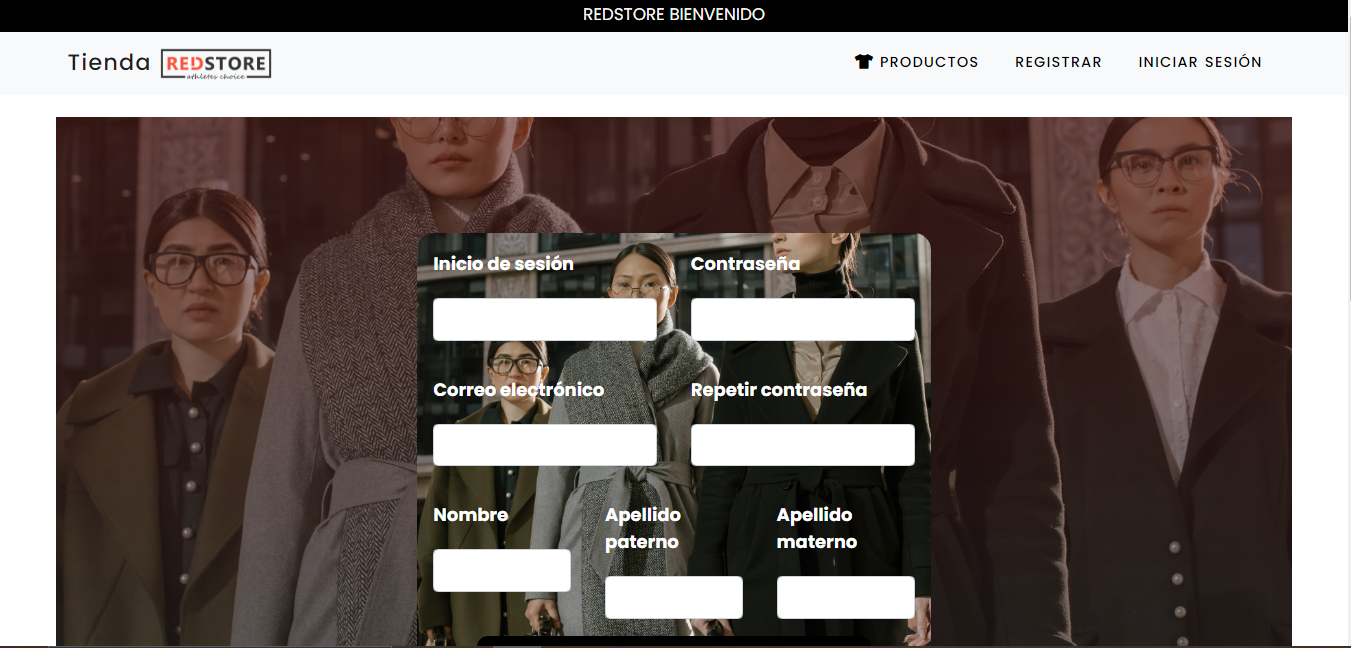 REDSTORE BIENVENIDO
Tienda REDSTORE
athletes choice
PRODUCTOS REGISTRAR INICIAR SESIÓN
Inicio de sesión Contraseña
Correo electrónico Repetir contraseña
Nombre Apellido paterno Apellido materno